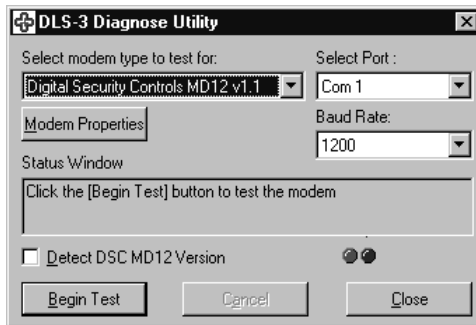 DLS-3 Diagnose Utility
Select modem type to test for:
Select Port :
Digital Security Controls MD12 v1.1
Com 1
Modem Properties
Baud Rate:
1200
Status Window
Click the [Begin Test] button to test the modem
Detect DSC MD12 Version
Begin Test
Cancel
Close